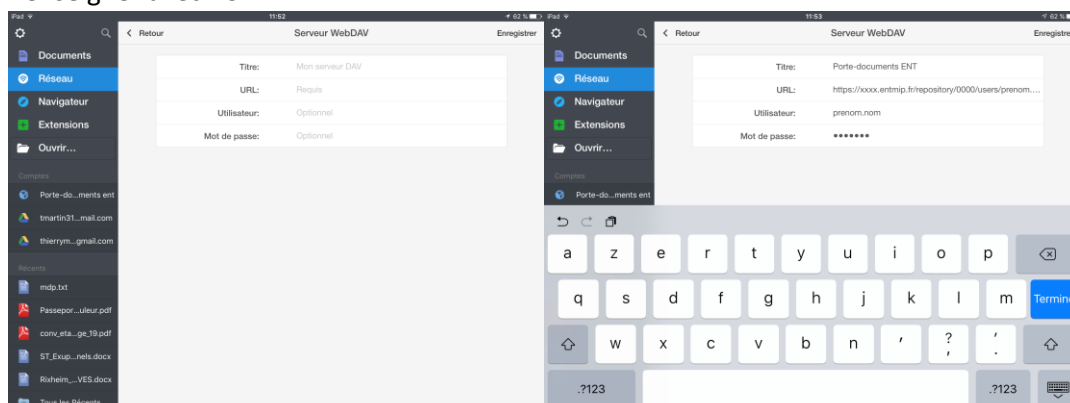 iPad 11:52 62 %
Retour Serveur WebDAV Enregistrer
Documents
Réseau
Navigateur
Extensions
Ouvrir...
Comptes
Porte-do...ments ent
tmartin31...mail.com
thierrym...gmail.com
Récents
mdp.txt
Passepor...uleur.pdf
conv_eta...ge_19.pdf
ST_Exup...nels.docx
Rixheim_...VES.docx
Tous les Récents
Titre: Mon serveur DAV
URL: Requis
Utilisateur: Optionnel
Mot de passe: Optionnel
iPad 11:53 62 %
Retour Serveur WebDAV Enregistre
Documents
Réseau
Navigateur
Extensions
Ouvrir...
Comptes
Porte-do...ments ent
Titre: Porte-documents ENT
URL: https://xxxx.entmip.fr/repository/0000/users/prenom....
Utilisateur: prenom.nom
Mot de passe: •••••••
a z e r t y u i o p
q s d f g h j k l m Termin
w x c v b n ' ? , ' .
.?123 .?123